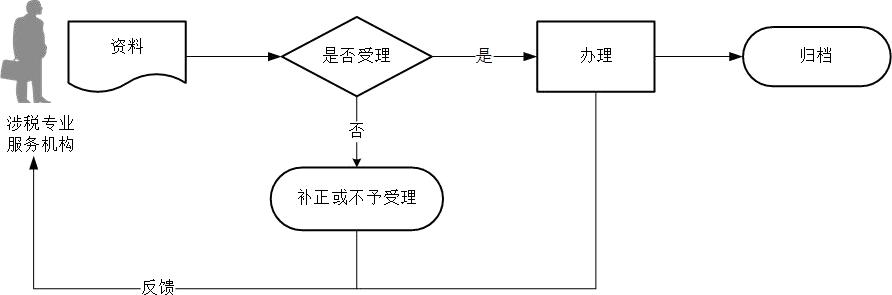 资料
是否受理
是
办理
归档
涉税专业
服务机构
否
补正或不予受理
反馈